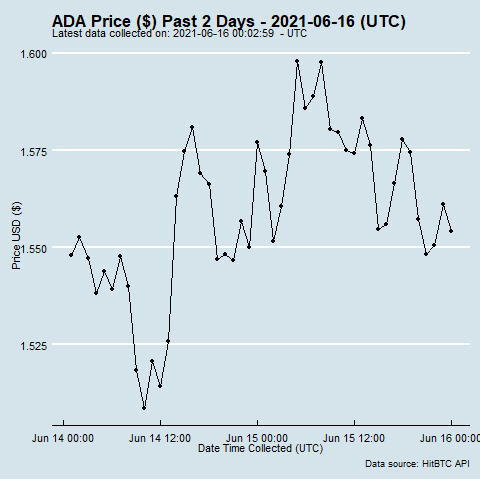 ADA Price ($) Past 2 Days - 2021-06-16 (UTC)
Latest data collected on: 2021-06-16 00:02:59 - UTC
1.600
1.575
1.550
1.525
Price USD ($)
Jun 14 00:00 Jun 14 12:00 Jun 15 00:00 Jun 15 12:00 Jun 16 00:00
Date Time Collected (UTC)
Data source: HitBTC API